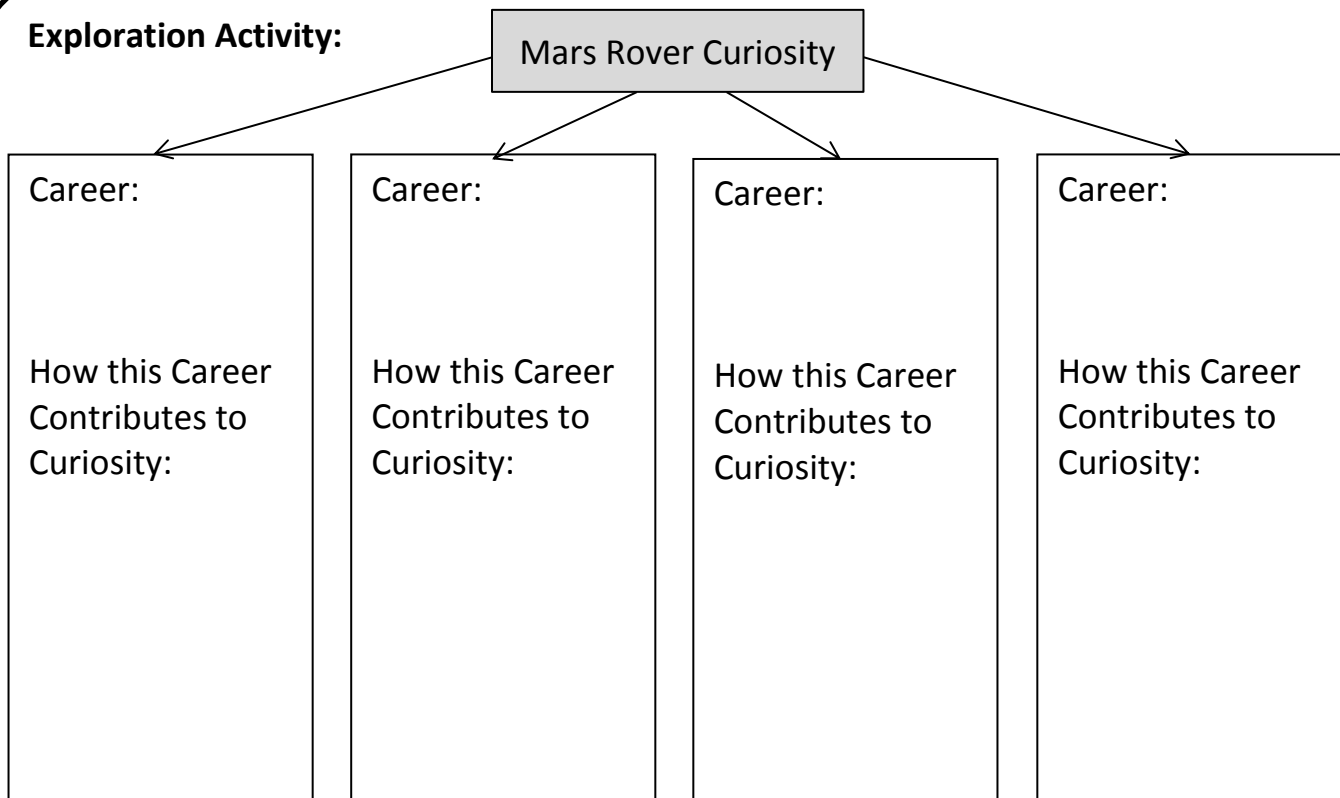 Exploration Activity:
Mars Rover Curiosity
Career:
How this Career
Contributes to
Curiosity:
Career:
How this Career
Contributes to
Curiosity:
Career:
How this Career
Contributes to
Curiosity:
Career:
How this Career
Contributes to
Curiosity: